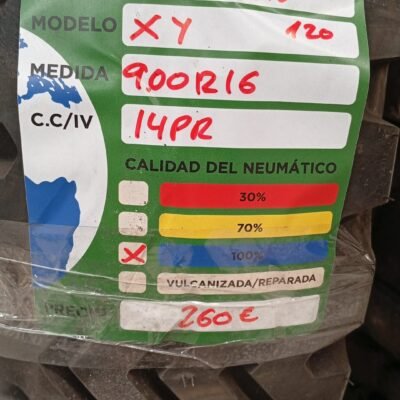 MODELO XY 120
MEDIDA 900R16
C.C/IV 14PR
CALIDAD DEL NEUMÁTICO
30%
70%
X 100%
VULCANIZADA/REPARADA
PRECIO 260€